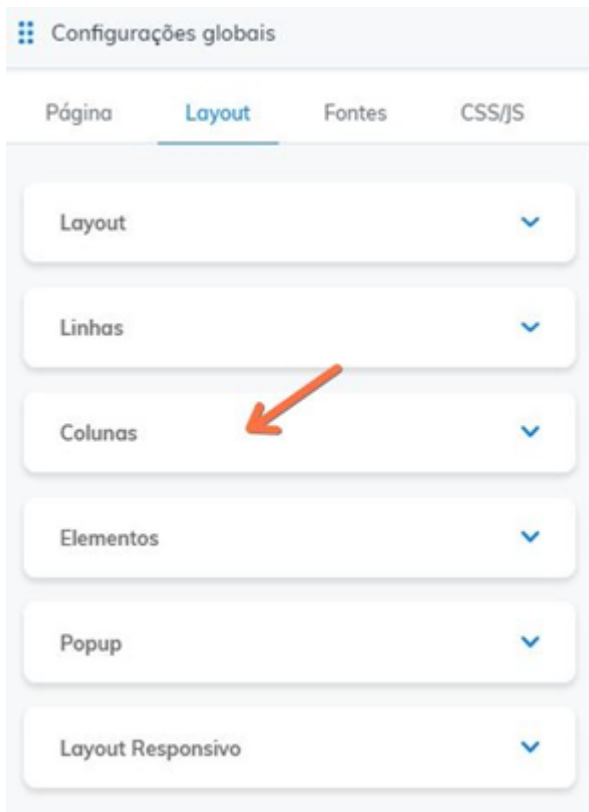 Configurações globais
Página Layout Fontes CSS/JS
Layout
Linhas
Colunas
Elementos
Popup
Layout Responsivo